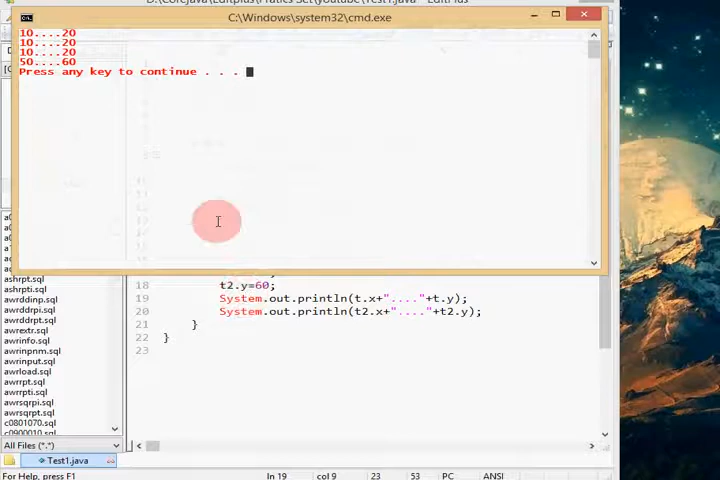 C:\Windows\system32\cmd.exe
10....20
10....20
10....20
50....60
Press any key to continue . . .
18 t2.y=60;
19 System.out.println(t.x+"...."+t.y);
20 System.out.println(t2.x+"...."+t2.y);
21 }
22 }
23
ashrpt.sql
ashrpti.sql
awrddinp.sql
awrddrpi.sql
awrddrpt.sql
awrextr.sql
awrinfo.sql
awrinpnm.sql
awrinput.sql
awrload.sql
awrrpt.sql
awrrpti.sql
awrsqrpi.sql
awrsqrpt.sql
c0801070.sql
c0900010.sql
All Files (*.*)
Test1.java
For Help, press F1 ln 19 col 9 23 53 PC ANSI